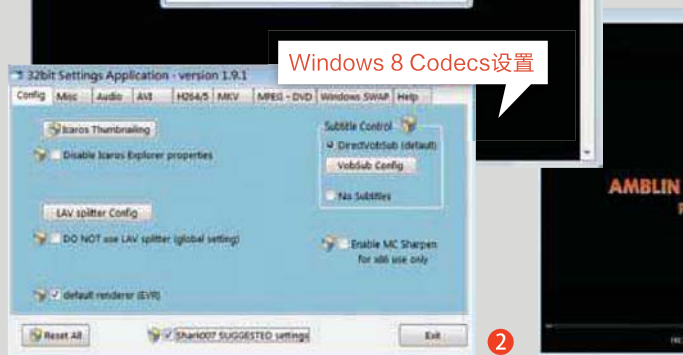 Windows 8 Codecs设置
32bit Settings Application - version 1.9.1
Config Misc Audio AVI H264/5 MKV MPEG - DVD Windows SWAP Help
Icaros Thumbnailing
Disable Icaros Explorer properties
Subtitle Control
DirectVobSub (default)
VobSub Config
No Subtitles
LAV splitter Config
DO NOT use LAV splitter (global setting)
Enable MC Sharpen
for x86 use only
default renderer (EVR)
Reset All
Shark007 SUGGESTED settings
Exit
2
AMBLIN